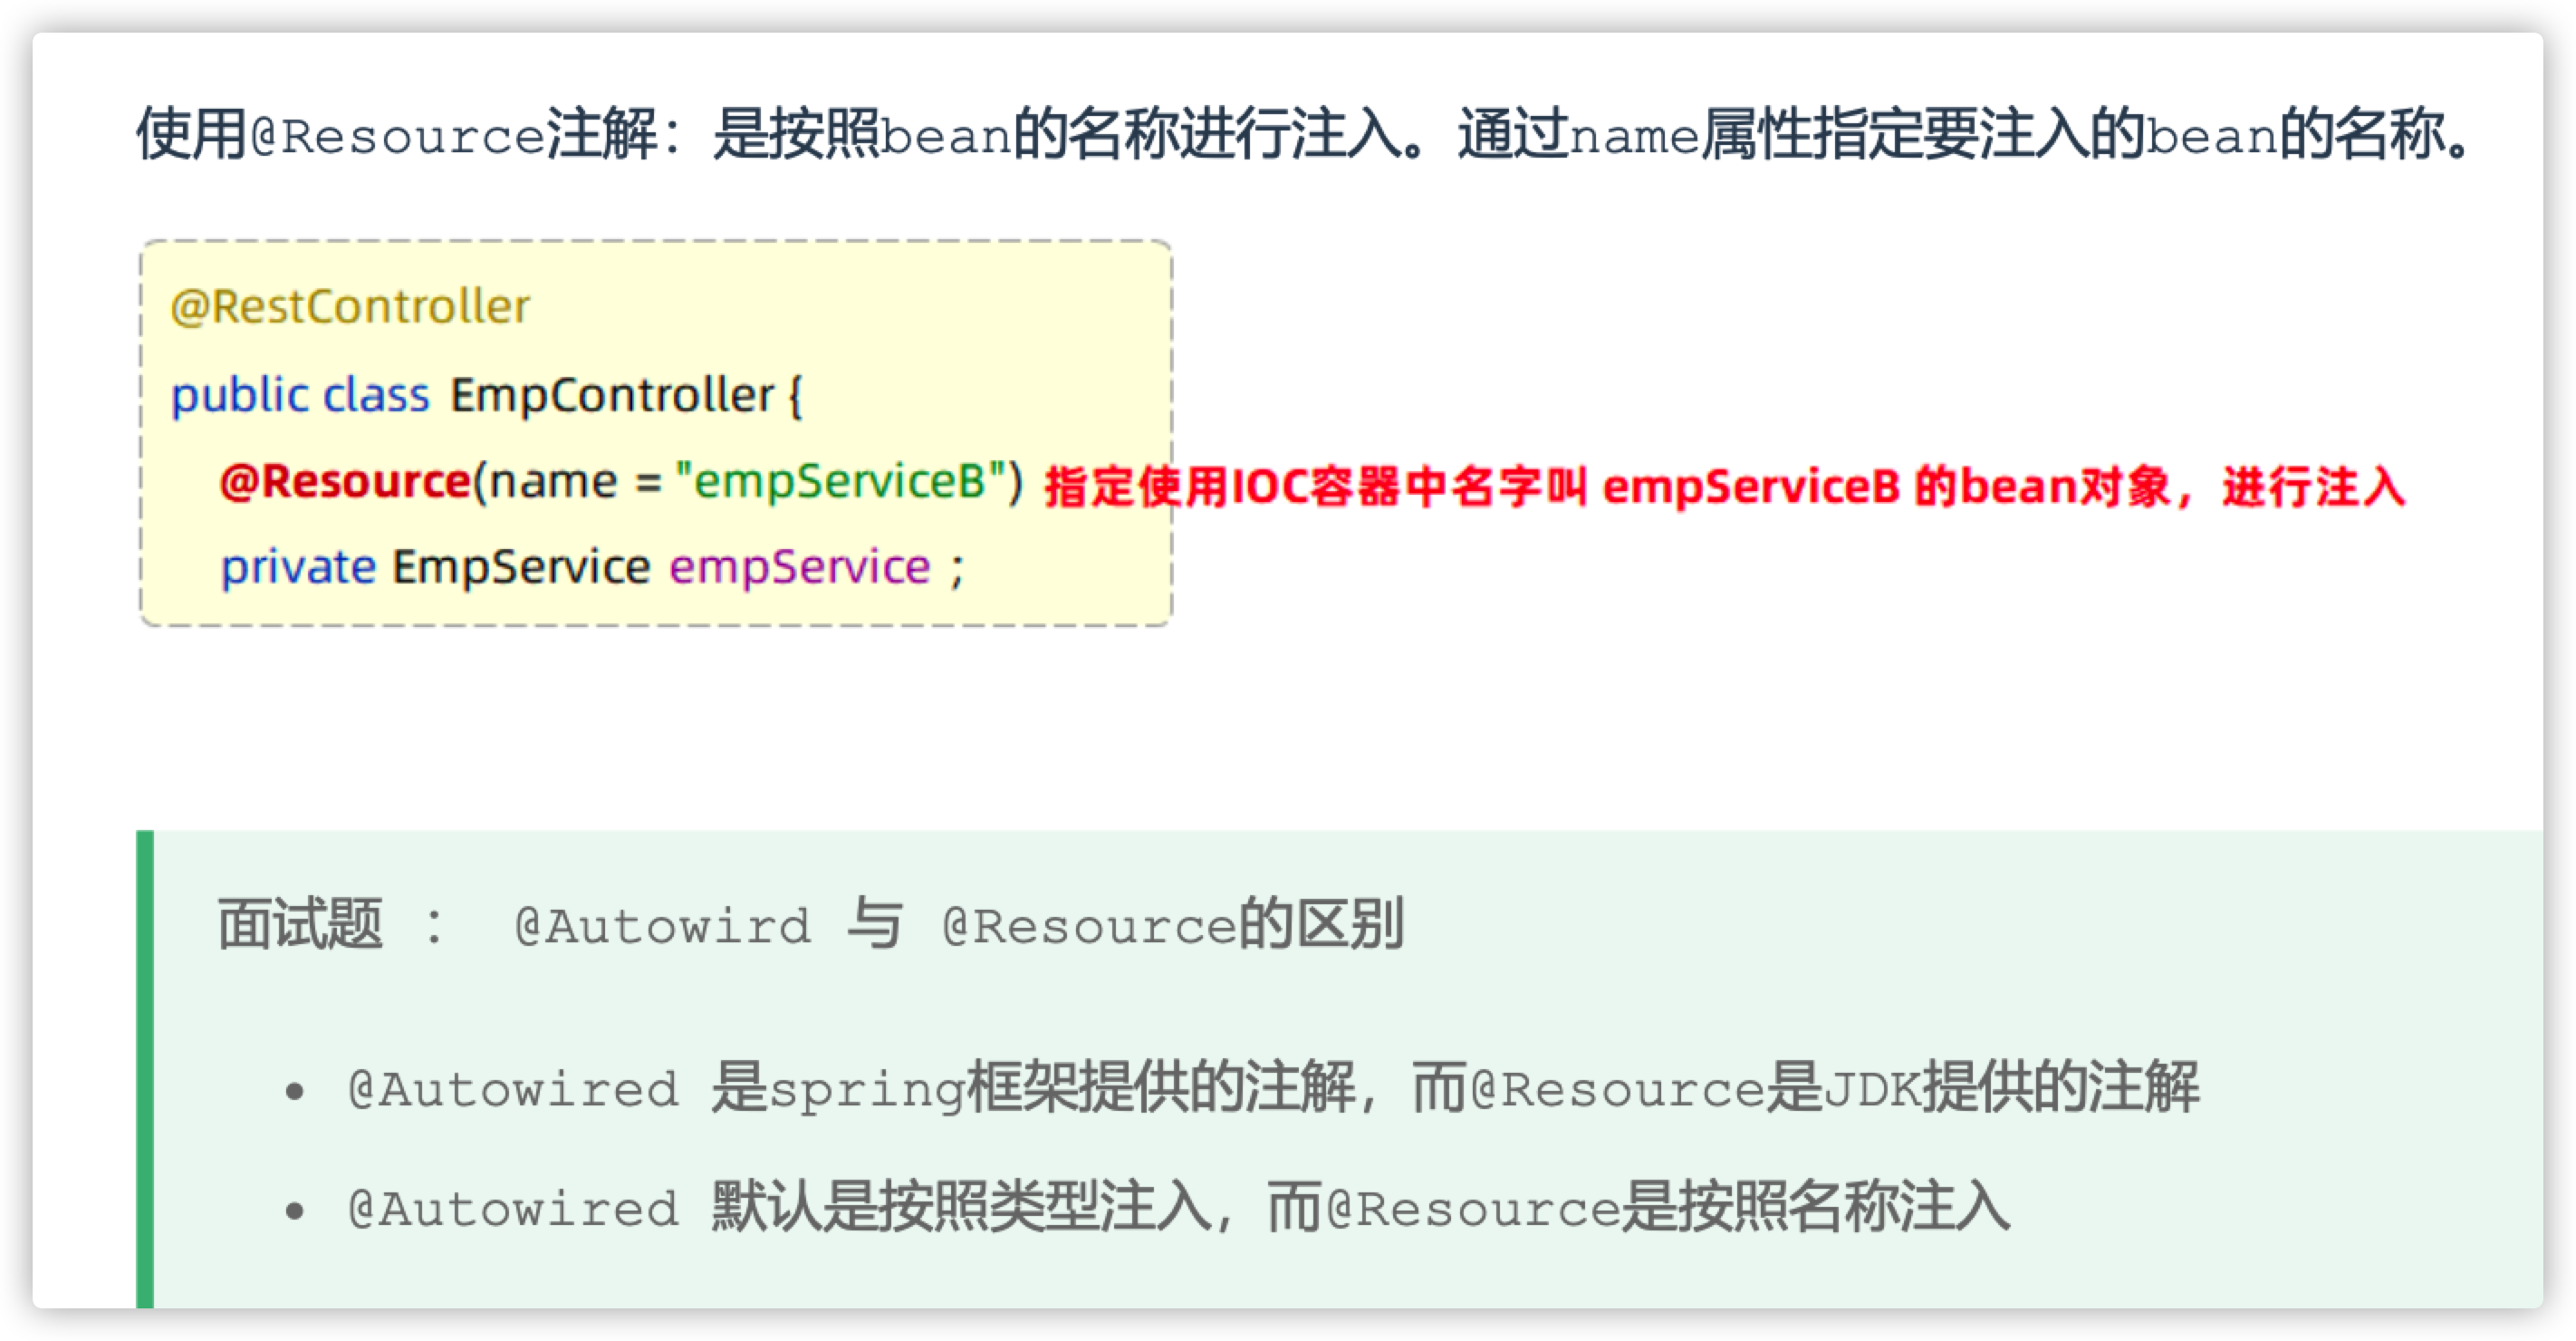 使用@Resource注解：是按照bean的名称进行注入。通过name属性指定要注入的bean的名称。
@RestController
public class EmpController {
@Resource(name = "empServiceB") 指定使用IOC容器中名字叫 empServiceB 的bean对象，进行注入
private EmpService empService ;
面试题 ： @Autowird 与 @Resource的区别
• @Autowired 是spring框架提供的注解，而@Resource是JDK提供的注解
• @Autowired 默认是按照类型注入，而@Resource是按照名称注入